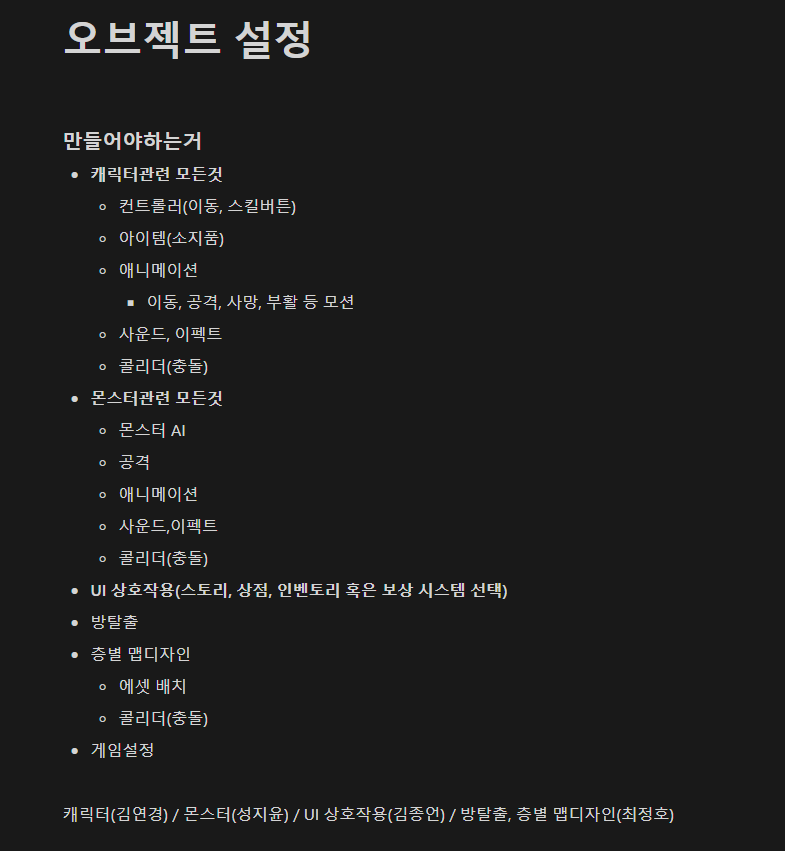 오브젝트 설정
만들어야하는거
캐릭터관련 모든것
컨트롤러(이동, 스킬버튼)
아이템(소지품)
애니메이션
이동, 공격, 사망, 부활 등 모션
사운드, 이펙트
콜리더(충돌)
몬스터관련 모든것
몬스터 AI
공격
애니메이션
사운드,이펙트
콜리더(충돌)
UI 상호작용(스토리, 상점, 인벤토리 혹은 보상 시스템 선택)
방탈출
층별 맵디자인
에셋 배치
콜리더(충돌)
게임설정
캐릭터(김연경) / 몬스터(성지윤) / UI 상호작용(김종언) / 방탈출, 층별 맵디자인(최정호)